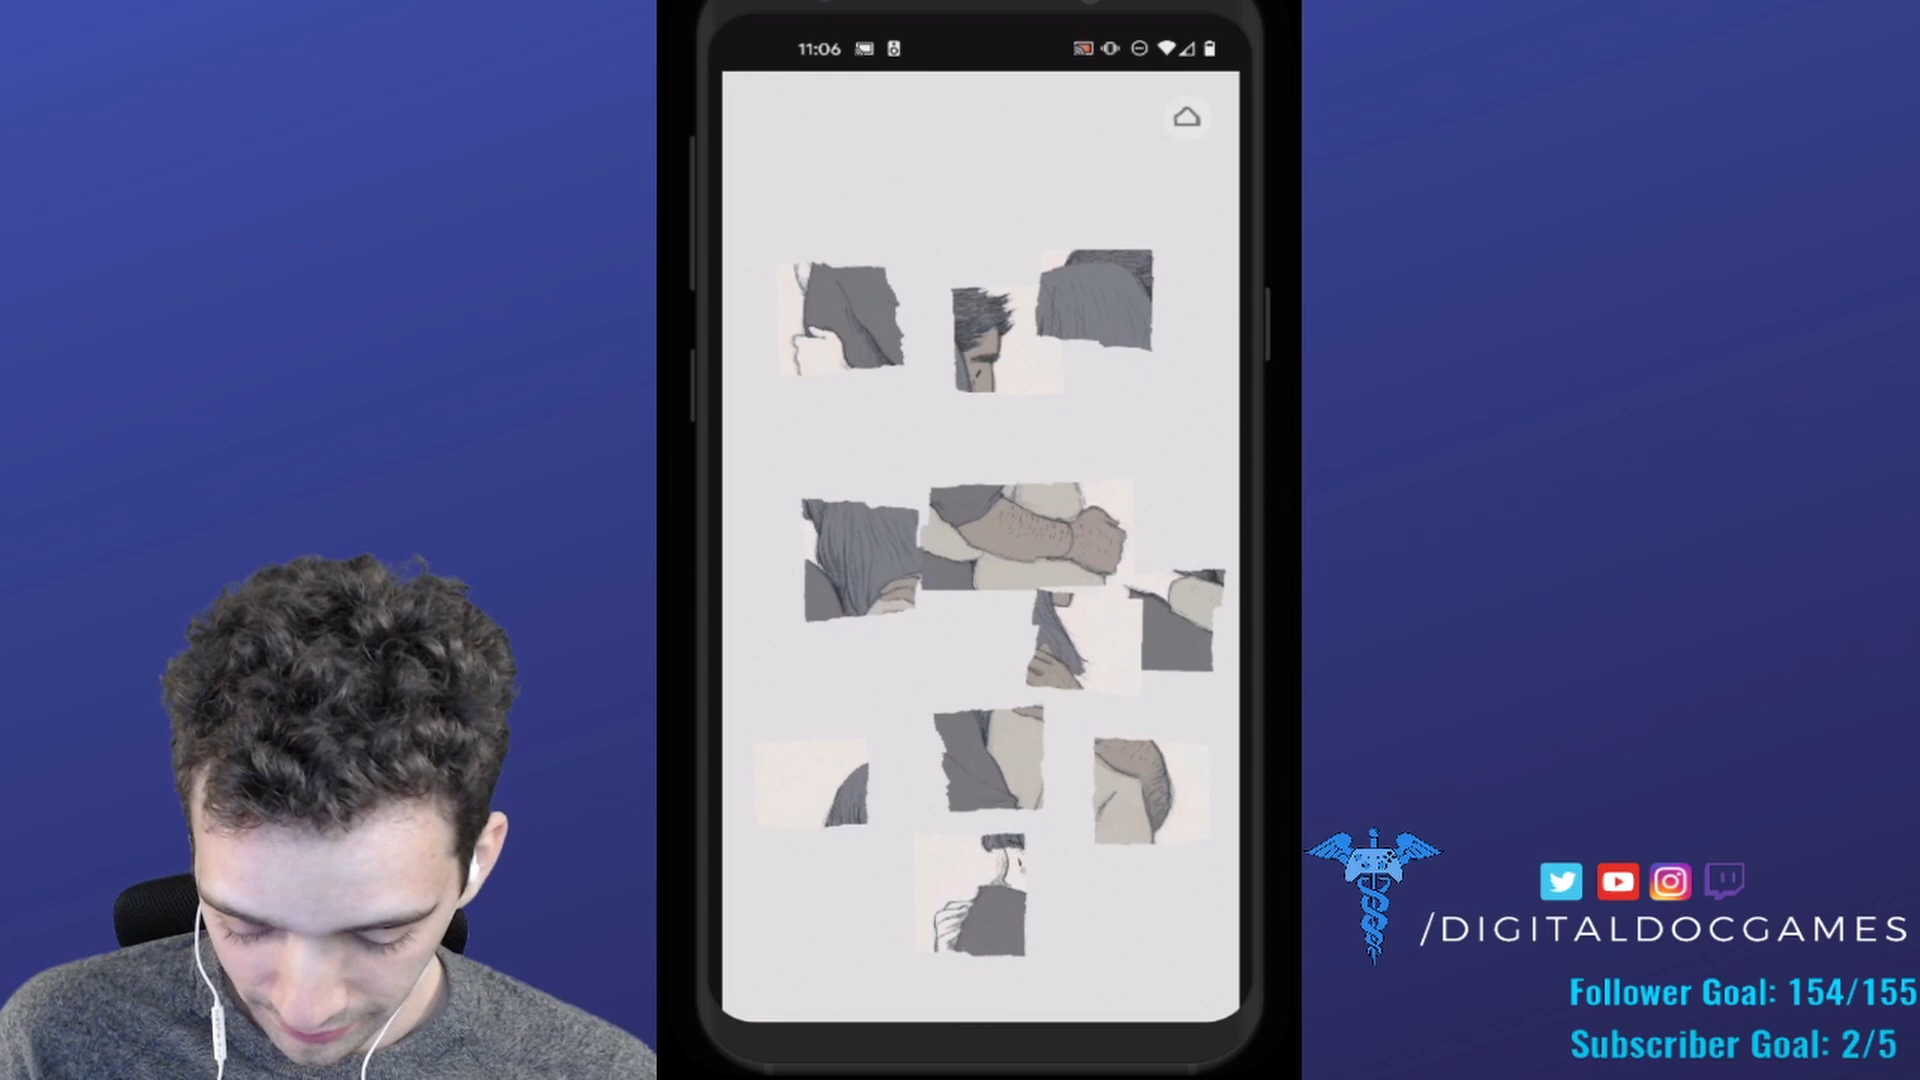 11:06
/DIGITALDOCGAMES
Follower Goal: 154/155
Subscriber Goal: 2/5